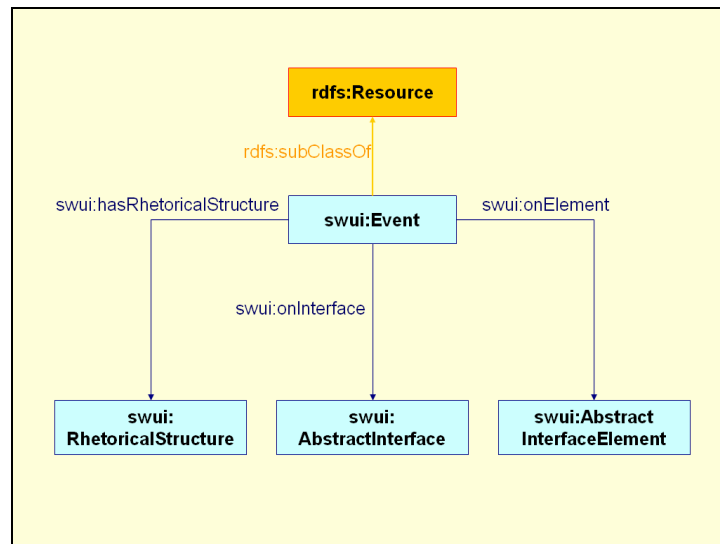 rdfs:Resource
rdfs:subClassOf
swui:hasRhetoricalStructure
swui:onElement
swui:Event
swui:onInterface
swui:
RhetoricalStructure
swui:
AbstractInterface
swui:Abstract
InterfaceElement